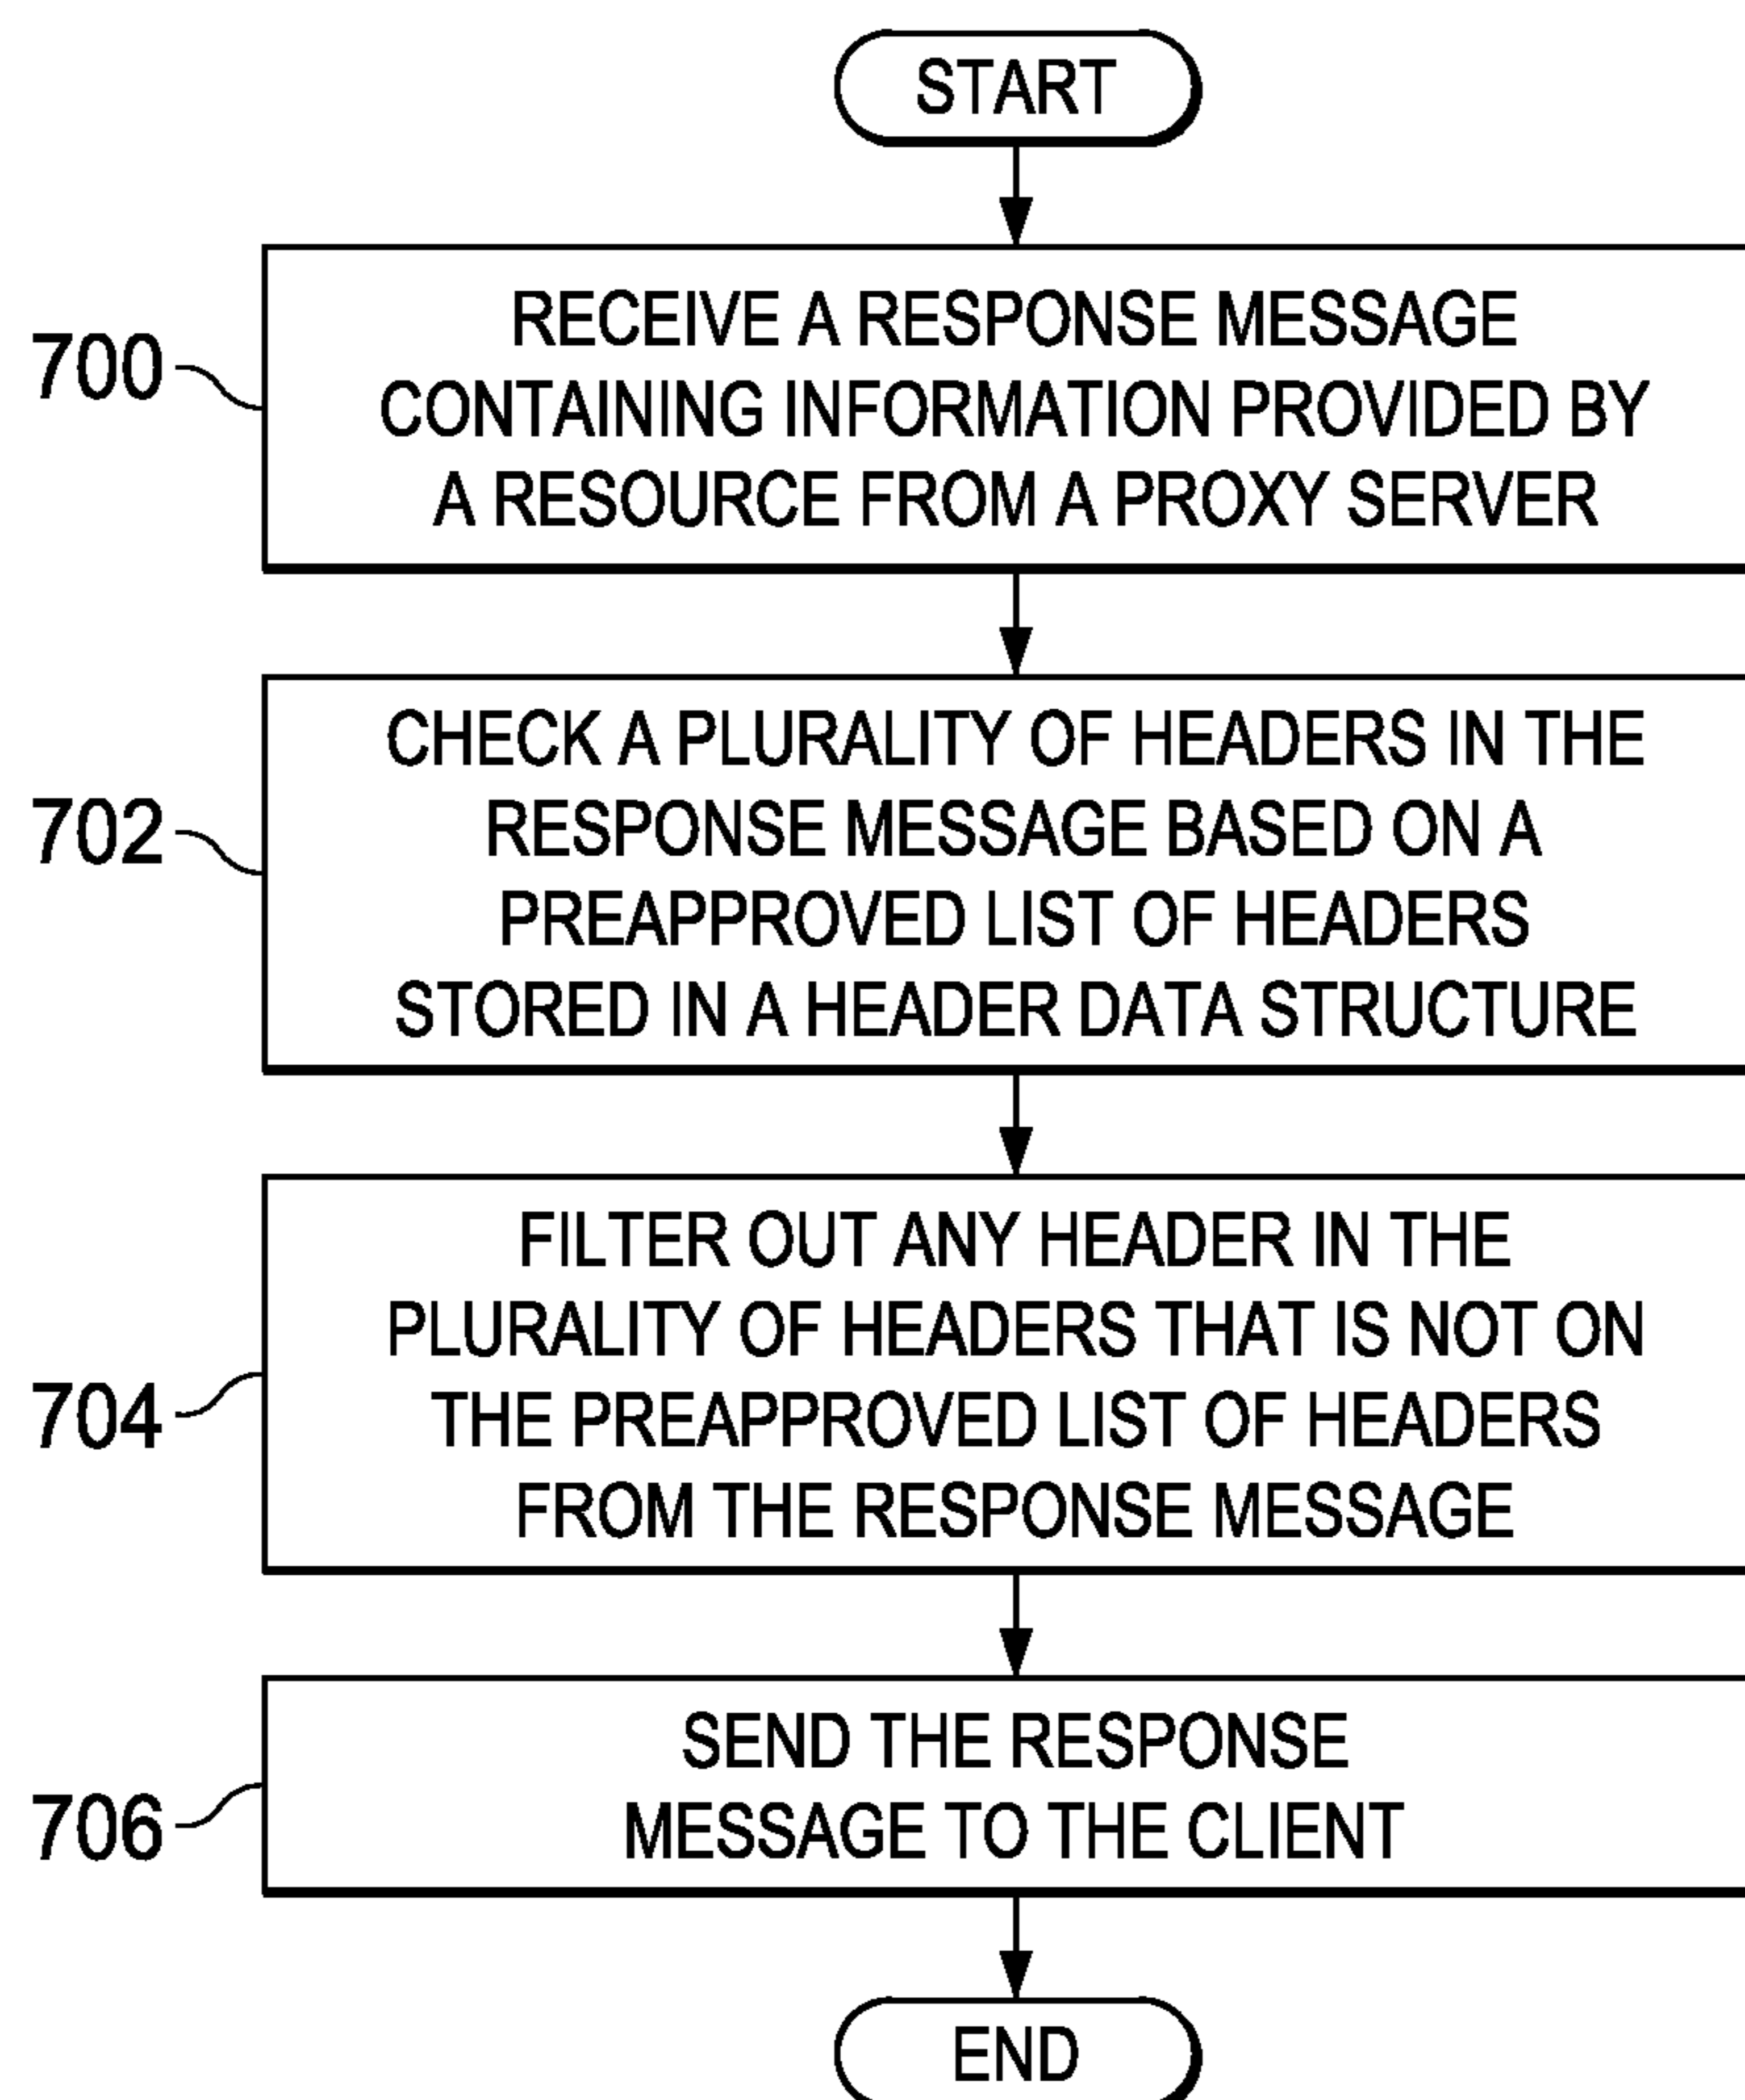 START
700
RECEIVE A RESPONSE MESSAGE
CONTAINING INFORMATION PROVIDED BY
A RESOURCE FROM A PROXY SERVER
702
CHECK A PLURALITY OF HEADERS IN THE
RESPONSE MESSAGE BASED ON A
PREAPPROVED LIST OF HEADERS
STORED IN A HEADER DATA STRUCTURE
704
FILTER OUT ANY HEADER IN THE
PLURALITY OF HEADERS THAT IS NOT ON
THE PREAPPROVED LIST OF HEADERS
FROM THE RESPONSE MESSAGE
706
SEND THE RESPONSE
MESSAGE TO THE CLIENT
END